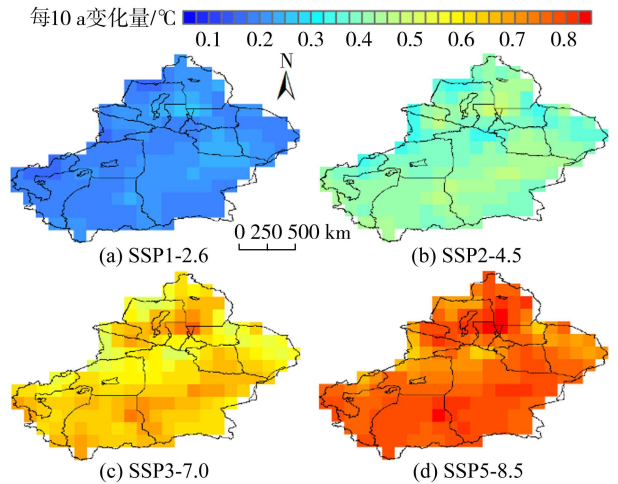 每10 a变化量/℃
0.1 0.2 0.3 0.4 0.5 0.6 0.7 0.8
N
0 250 500 km
(a) SSP1-2.6
(b) SSP2-4.5
(c) SSP3-7.0
(d) SSP5-8.5